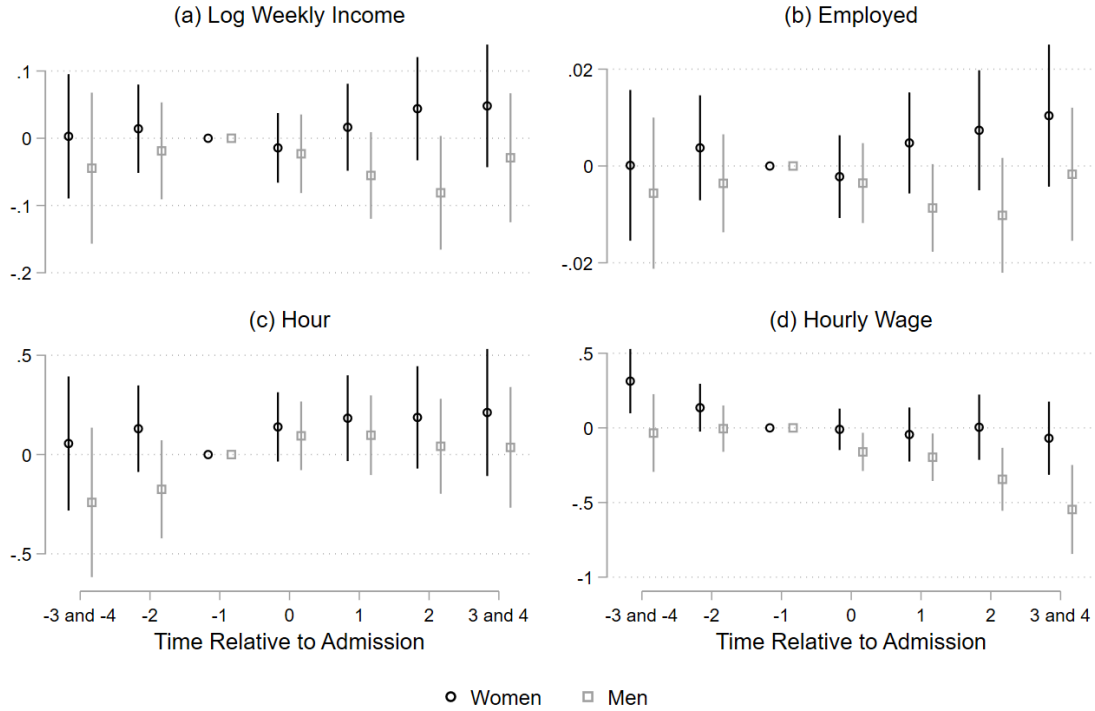 (a) Log Weekly Income
(b) Employed
.1
0
-.1
-.2
.02
0
-.02
(c) Hour
(d) Hourly Wage
.5
0
-.5
.5
0
-.5
-1
-3 and -4 -2 -1 0 1 2 3 and 4
Time Relative to Admission
-3 and -4 -2 -1 0 1 2 3 and 4
Time Relative to Admission
Women Men